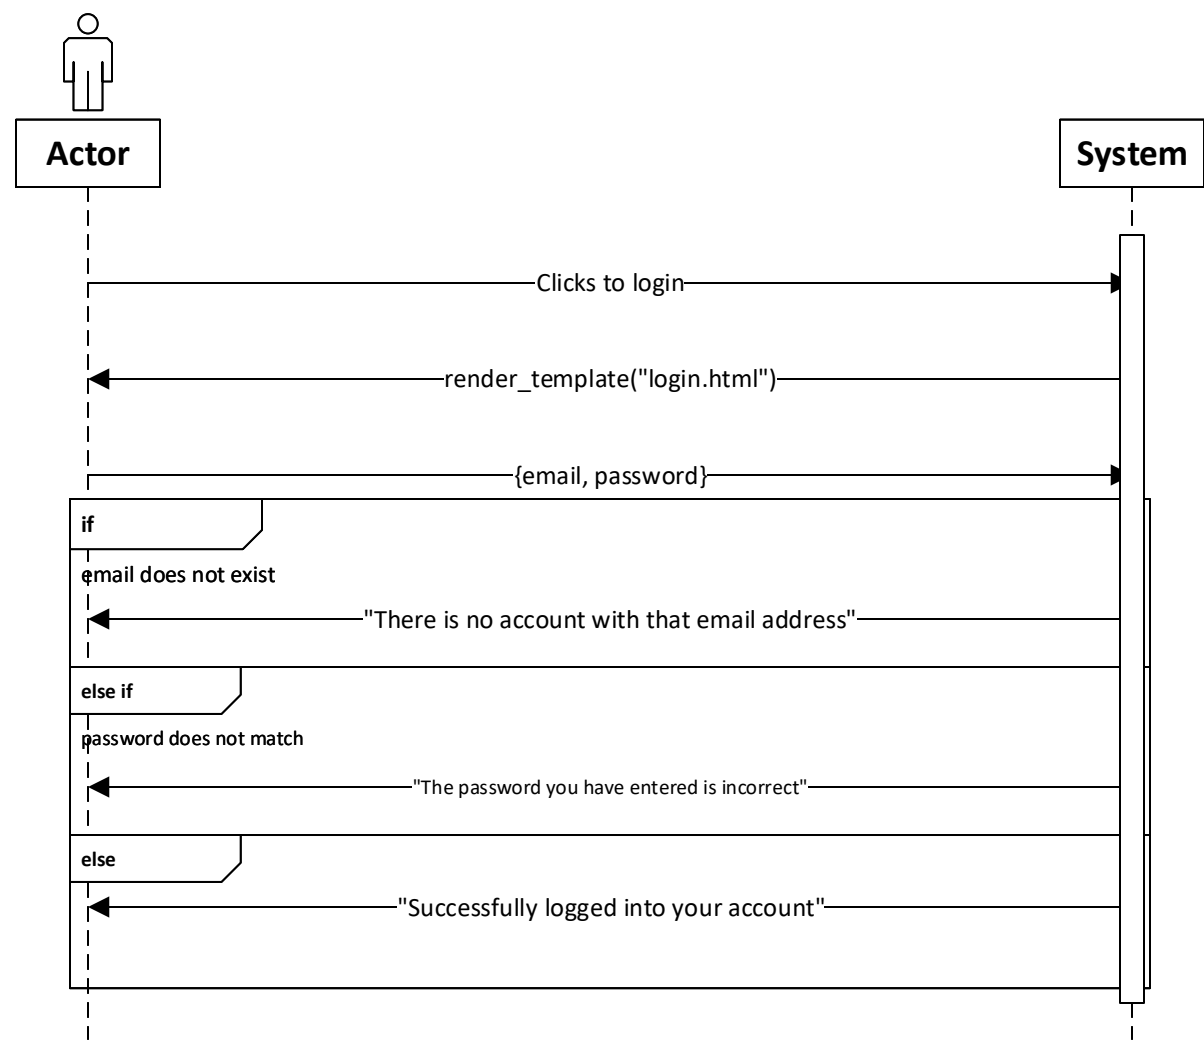 Actor
System
Clicks to login
render_template("login.html")
{email, password}
if
email does not exist
"There is no account with that email address"
else if
password does not match
"The password you have entered is incorrect"
else
"Successfully logged into your account"